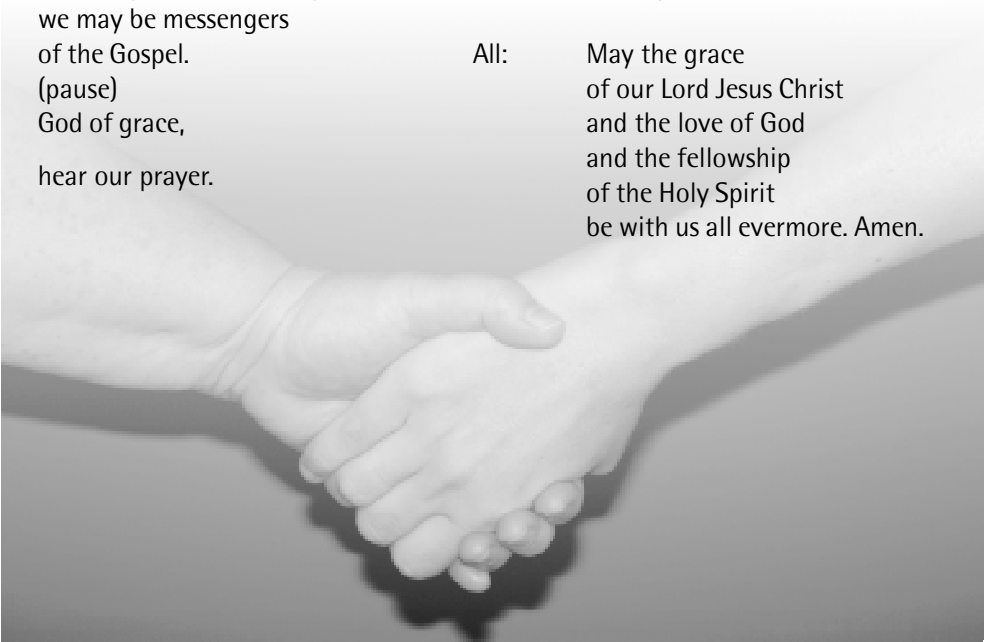 we may be messengers
of the Gospel.
(pause)
God of grace,
hear our prayer.
All: May the grace
of our Lord Jesus Christ
and the love of God
and the fellowship
of the Holy Spirit
be with us all evermore. Amen.